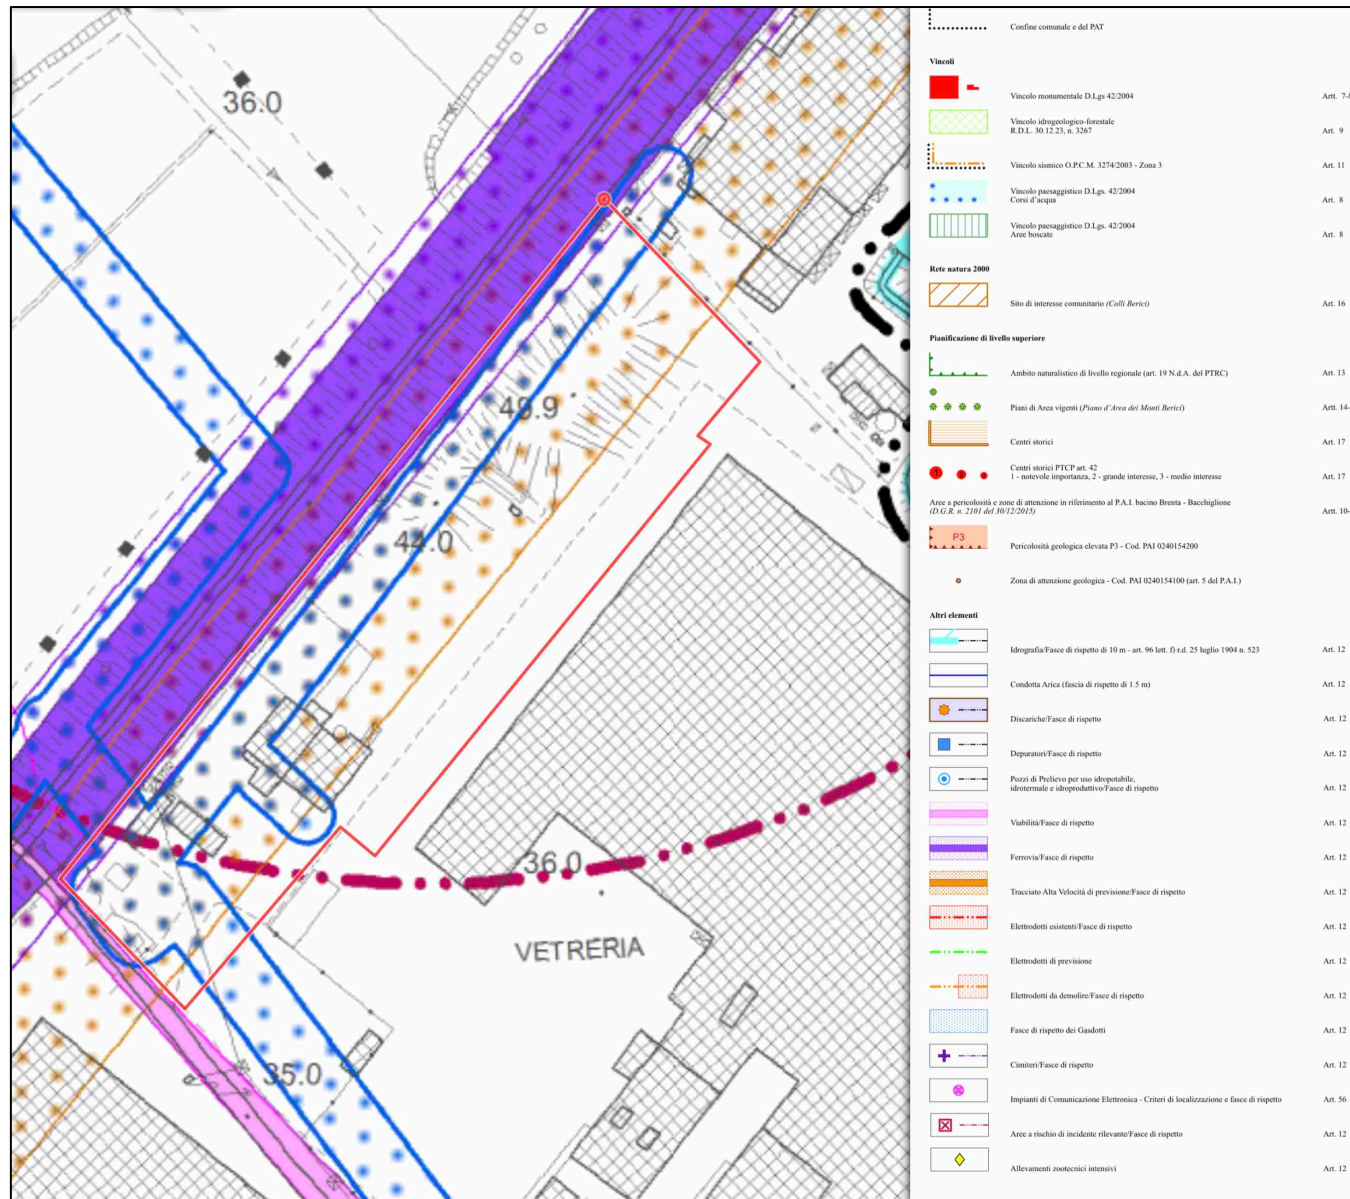 36.0
49.9
44.0
36.0
VETRERIA
35.0
Confine comunale e del PAT
Vincoli
Vincolo monumentale D.Lgs 42/2004
Artt. 7-8
Vincolo idrogeologico-forestale
R.D.L. 30.12.23, n. 3267
Art. 9
Vincolo sismico O.P.C.M. 3274/2003 - Zona 3
Art. 11
Vincolo paesaggistico D.Lgs. 42/2004
Corsi d'acqua
Art. 8
Vincolo paesaggistico D.Lgs. 42/2004
Aree boscate
Art. 8
Rete natura 2000
Sito di interesse comunitario (Colli Berici)
Art. 16
Pianificazione di livello superiore
Ambito naturalistico di livello regionale (art. 19 N.d.A. del PTRC)
Art. 13
Piani di Area vigenti (Piano d'Area dei Monti Berici)
Artt. 14-
Centri storici
Art. 17
1 2 3
Centri storici PTCP art. 42
1 - notevole importanza, 2 - grande interesse, 3 - medio interesse
Art. 17
Aree a pericolosità e zone di attenzione in riferimento al P.A.I. bacino Brenta - Bacchiglione
(D.G.R. n. 2101 del 30/12/2015)
Artt. 10-
P3
Pericolosità geologica elevata P3 - Cod. PAI 0240154200
Zona di attenzione geologica - Cod. PAI 0240154100 (art. 5 del P.A.I.)
Altri elementi
Idrografia/Fasce di rispetto di 10 m - art. 96 lett. f) r.d. 25 luglio 1904 n. 523
Art. 12
Condotta Arica (fascia di rispetto di 1.5 m)
Art. 12
Discariche/Fasce di rispetto
Art. 12
Depuratori/Fasce di rispetto
Art. 12
Pozzi di Prelievo per uso idropotabile,
idrotermale e idroproduttivo/Fasce di rispetto
Art. 12
Viabilità/Fasce di rispetto
Art. 12
Ferrovia/Fasce di rispetto
Art. 12
Tracciato Alta Velocità di previsione/Fasce di rispetto
Art. 12
Elettrodotti esistenti/Fasce di rispetto
Art. 12
Elettrodotti di previsione
Art. 12
Elettrodotti da demolire/Fasce di rispetto
Art. 12
Fasce di rispetto dei Gasdotti
Art. 12
Cimiteri/Fasce di rispetto
Art. 12
Impianti di Comunicazione Elettronica - Criteri di localizzazione e fasce di rispetto
Art. 56
Aree a rischio di incidente rilevante/Fasce di rispetto
Art. 12
Allevamenti zootecnici intensivi
Art. 12